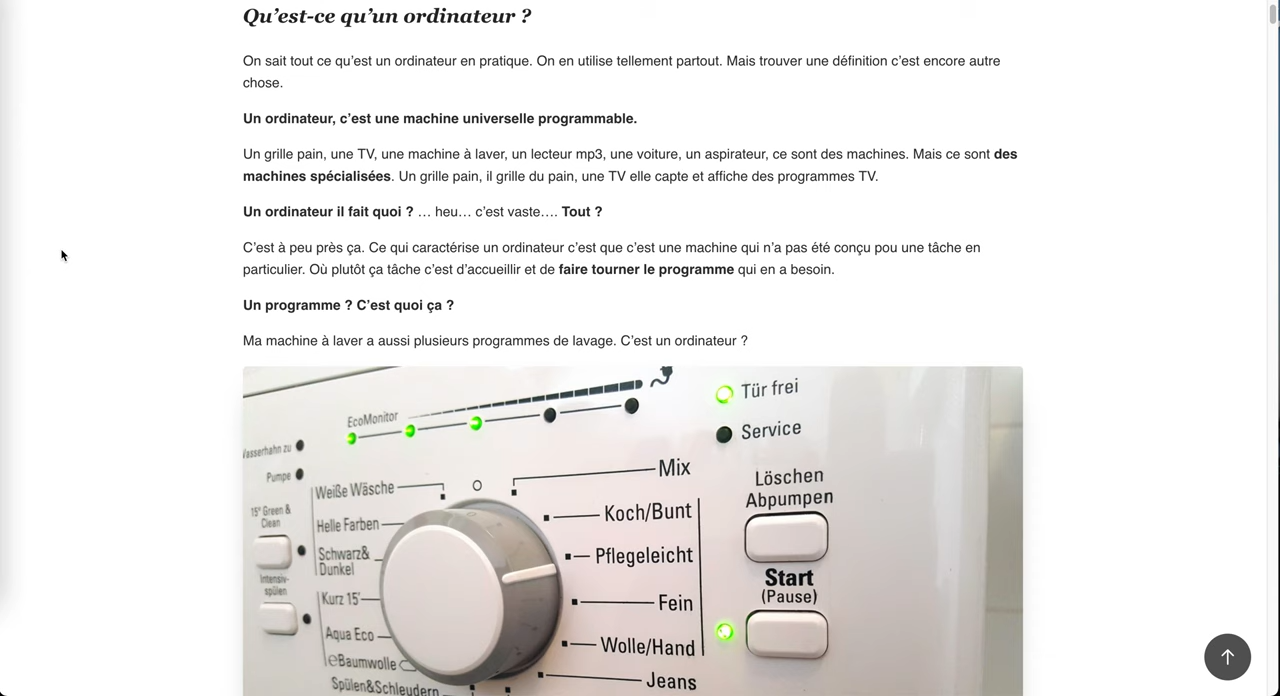 Qu’est-ce qu’un ordinateur ?
On sait tout ce qu’est un ordinateur en pratique. On en utilise tellement partout. Mais trouver une définition c’est encore autre
chose.
Un ordinateur, c’est une machine universelle programmable.
Un grille pain, une TV, une machine à laver, un lecteur mp3, une voiture, un aspirateur, ce sont des machines. Mais ce sont des
machines spécialisées. Un grille pain, il grille du pain, une TV elle capte et affiche des programmes TV.
Un ordinateur il fait quoi ? … heu… c’est vaste…. Tout ?
C’est à peu près ça. Ce qui caractérise un ordinateur c’est que c’est une machine qui n’a pas été conçu pou une tâche en
particulier. Où plutôt ça tâche c’est d’accueillir et de faire tourner le programme qui en a besoin.
Un programme ? C’est quoi ça ?
Ma machine à laver a aussi plusieurs programmes de lavage. C’est un ordinateur ?
EcoMonitor
Tür frei
Service
Wasserhahn zu
Pumpe
15° Green &
Clean
Intensiv-
spülen
Weiße Wäsche
Helle Farben
Schwarz&
Dunkel
Kurz 15'
Aqua Eco
eBaumwolle
Spülen&Schleudern
Mix
Koch/Bunt
Pflegeleicht
Fein
Wolle/Hand
Jeans
Löschen
Abpumpen
Start
(Pause)